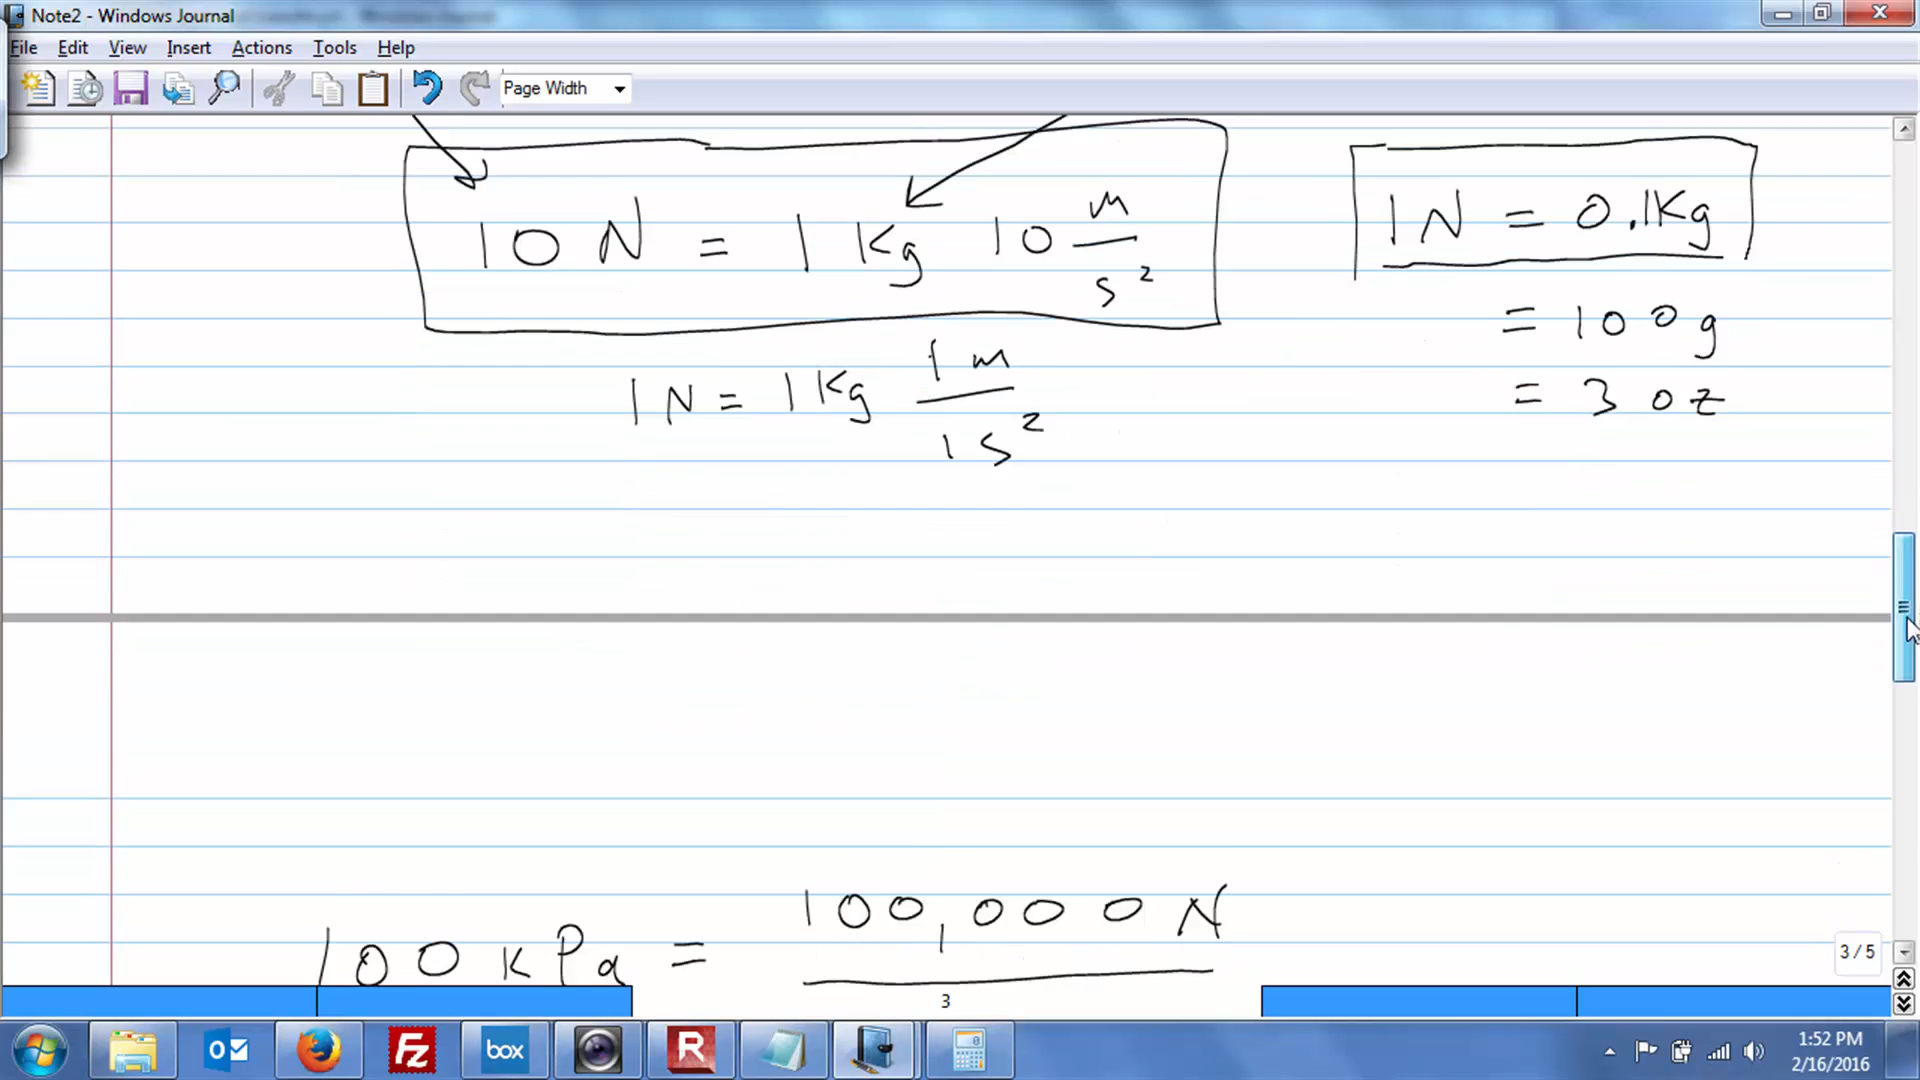 Note2 - Windows Journal
File Edit View Insert Actions Tools Help
Page Width
10 N = 1 Kg 10 m/s²
1N = 0.1Kg
= 100g
= 3 oz
1 N = 1 Kg 1 m/1 s²
100,000 N
100 k Pa =
3 / 5
3
box
1:52 PM
2/16/2016